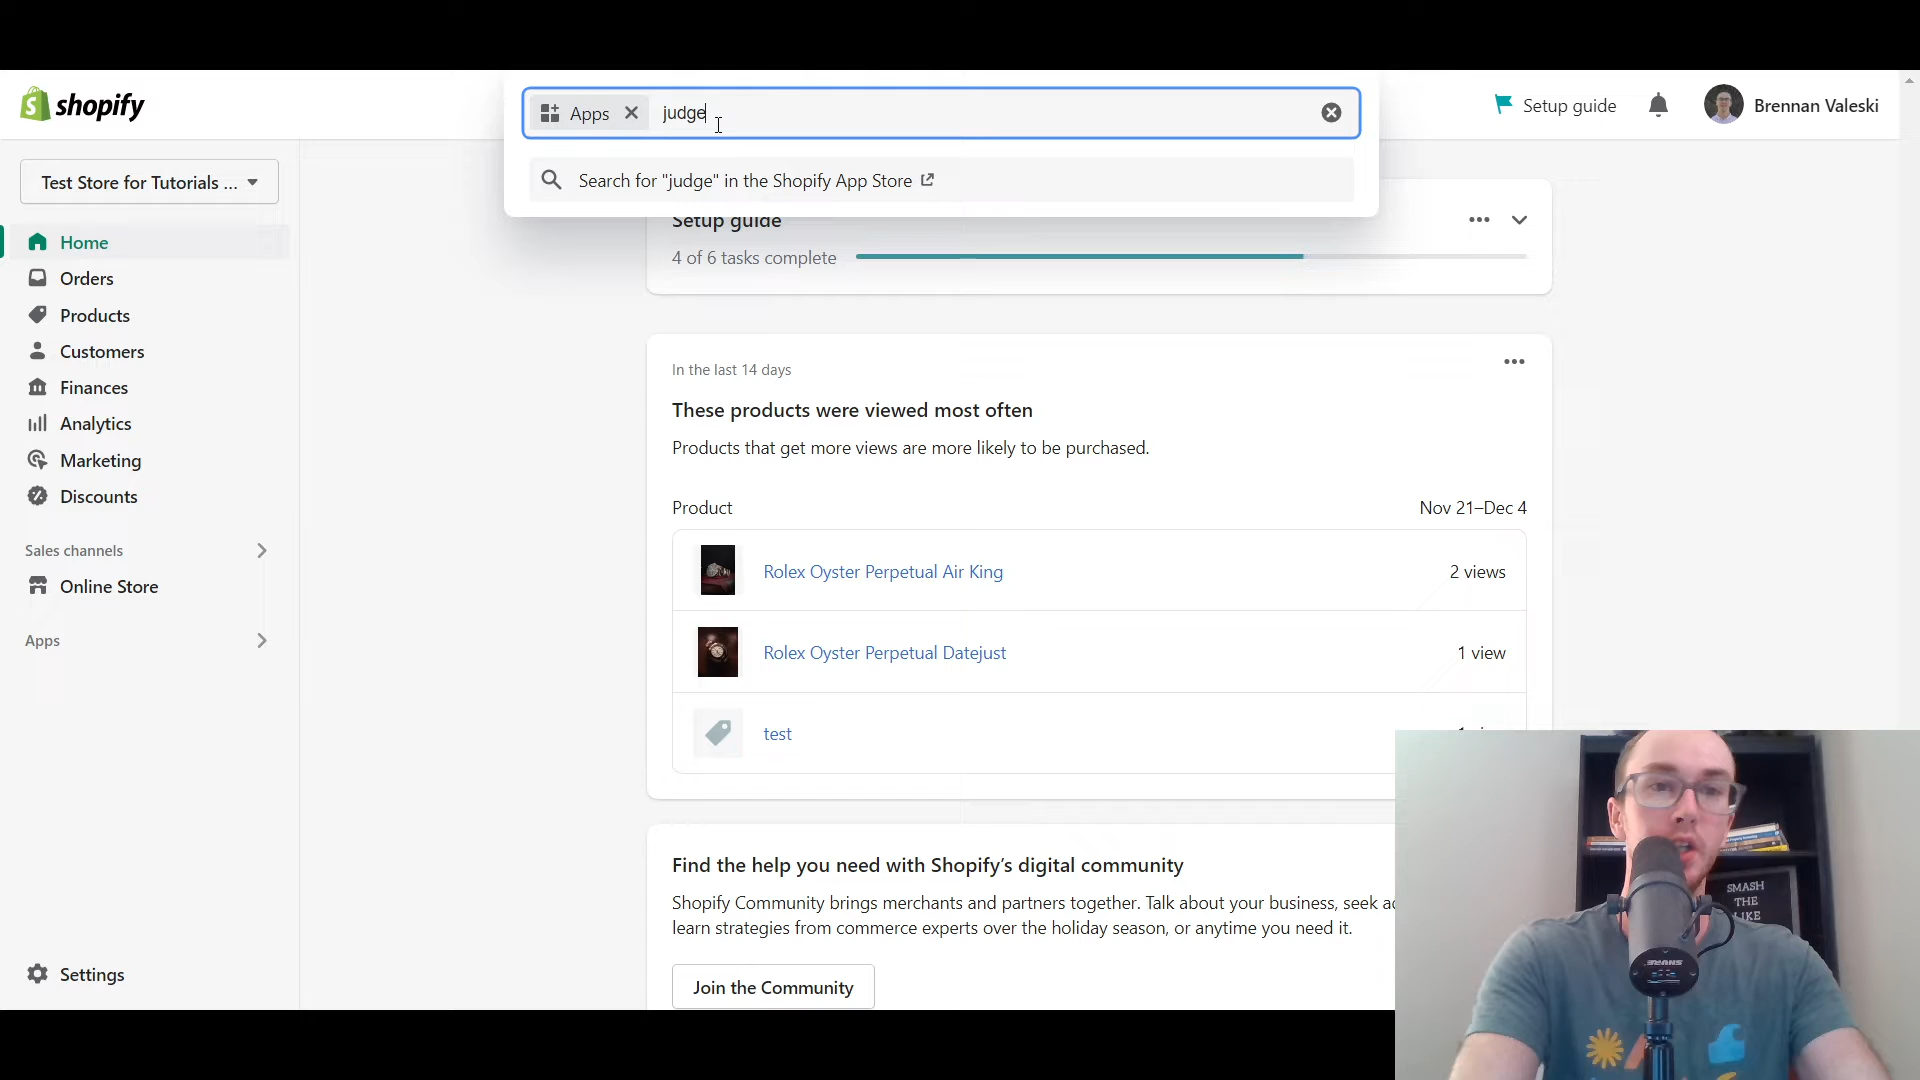 shopify
Apps judge
Setup guide
Brennan Valeski
Search for "judge" in the Shopify App Store
Test Store for Tutorials ...
Home
Orders
Products
Customers
Finances
Analytics
Marketing
Discounts
Sales channels
Online Store
Apps
Settings
Setup guide
4 of 6 tasks complete
In the last 14 days
These products were viewed most often
Products that get more views are more likely to be purchased.
Product Nov 21–Dec 4
Rolex Oyster Perpetual Air King 2 views
Rolex Oyster Perpetual Datejust 1 view
test
Find the help you need with Shopify's digital community
Shopify Community brings merchants and partners together. Talk about your business, seek
learn strategies from commerce experts over the holiday season, or anytime you need it.
Join the Community
SMASH
THE
LIKE
SHURE